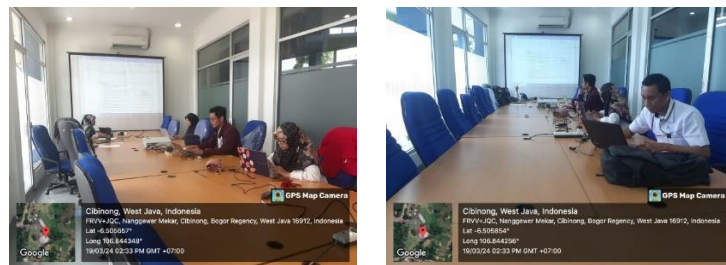 GPS Map Camera
Cibinong, West Java, Indonesia
FRVV+JQC, Nanggewer Mekar, Cibinong, Bogor Regency, West Java 16912, Indonesia
Lat -6.505657°
Long 106.844348°
19/03/24 02:33 PM GMT +07:00
Google
GPS Map Camera
Cibinong, West Java, Indonesia
FRVV+JQC, Nanggewer Mekar, Cibinong, Bogor Regency, West Java 16912, Indonesia
Lat -6.505854°
Long 106.844256°
19/03/24 02:33 PM GMT +07:00
Google